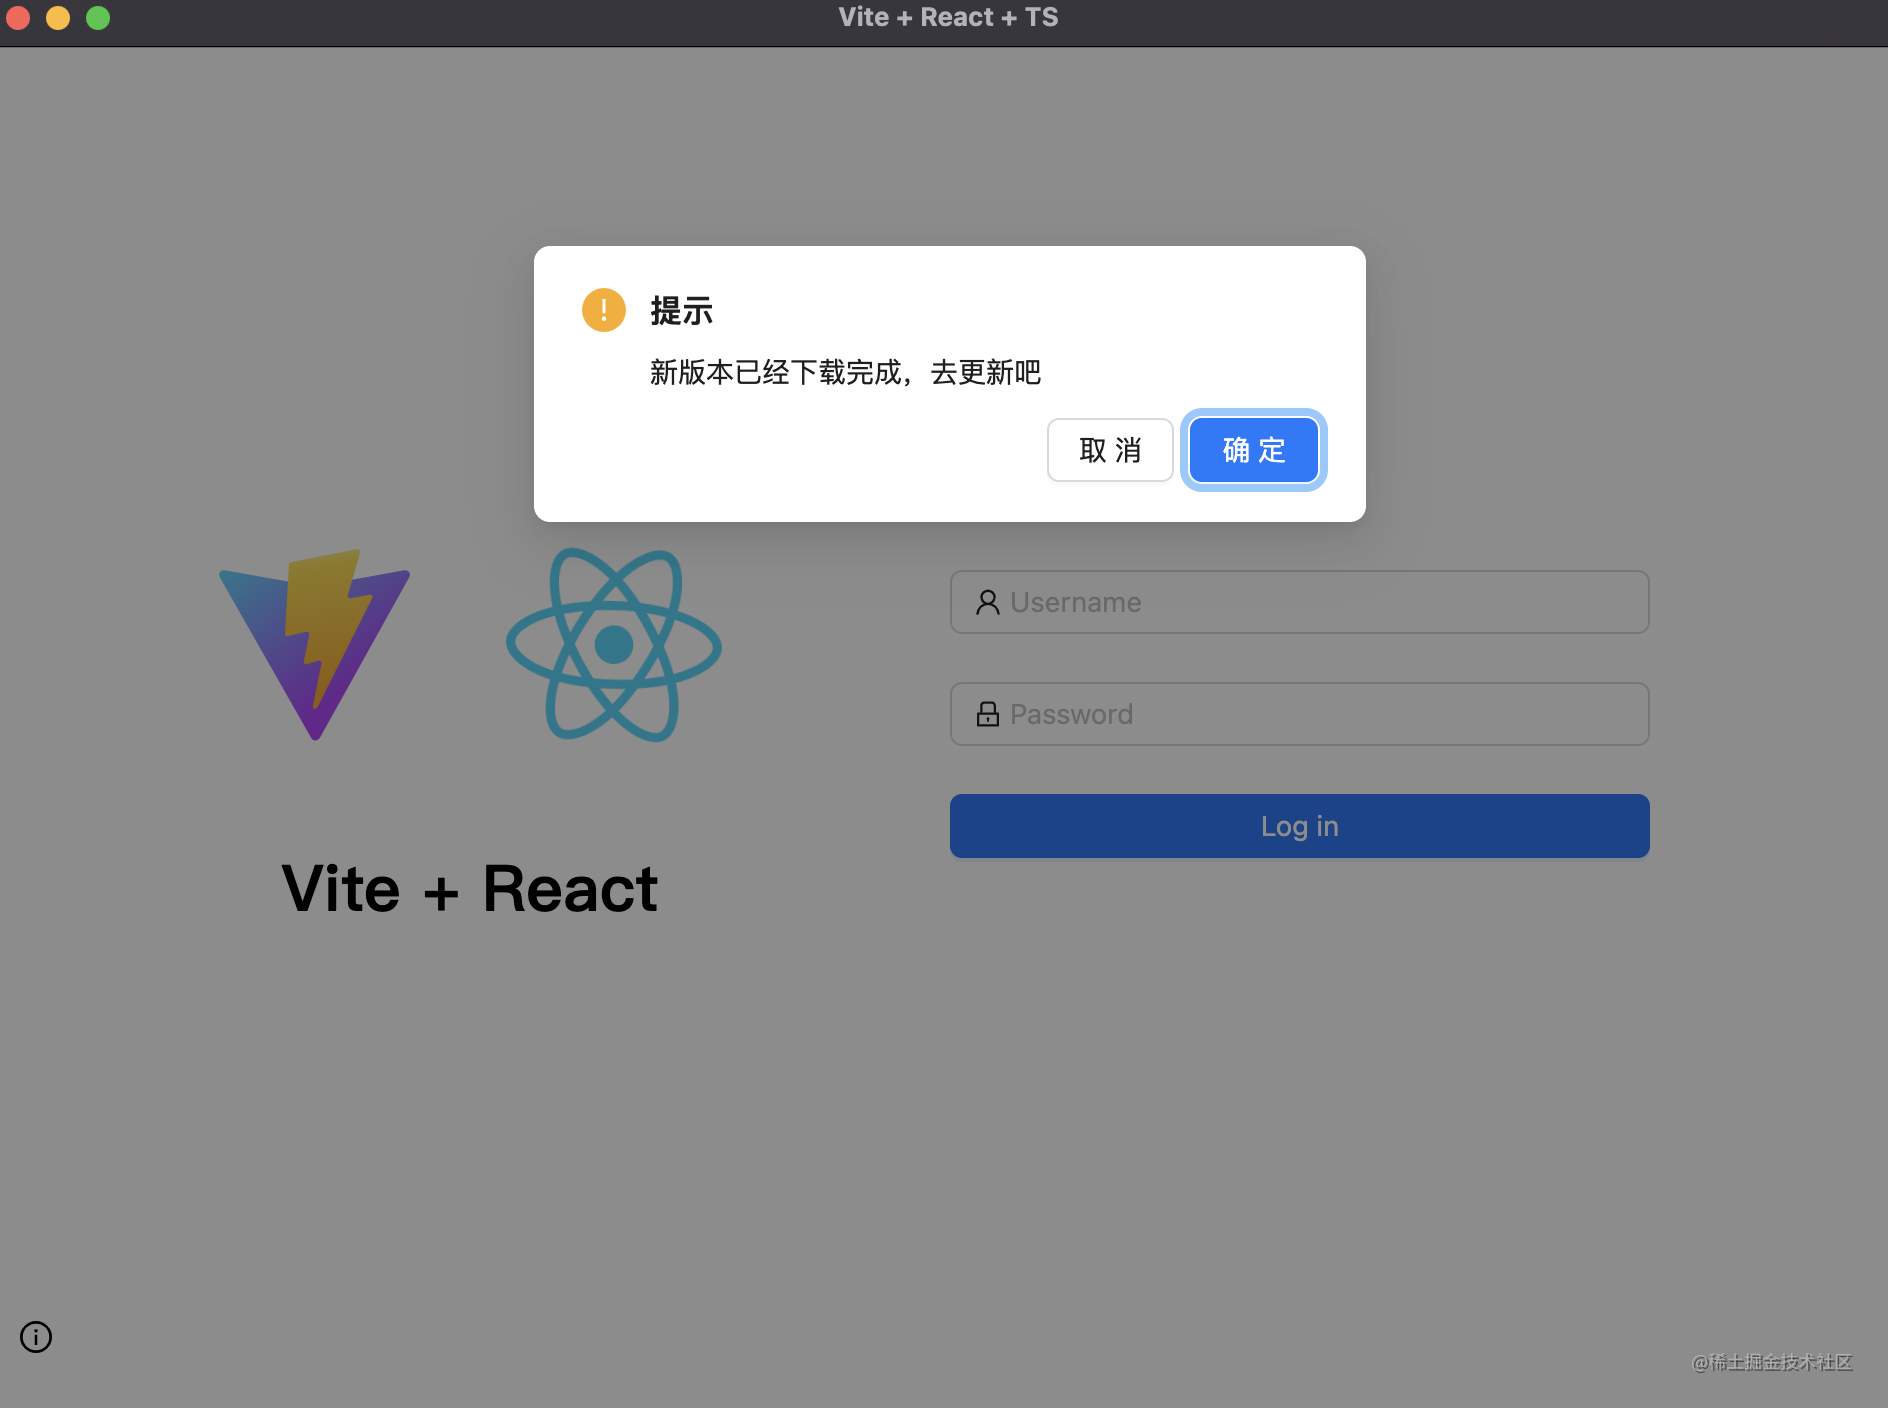 Vite + React + TS
提示
新版本已经下载完成，去更新吧
取 消
确 定
Username
Password
Log in
Vite + React
@稀土掘金技术社区